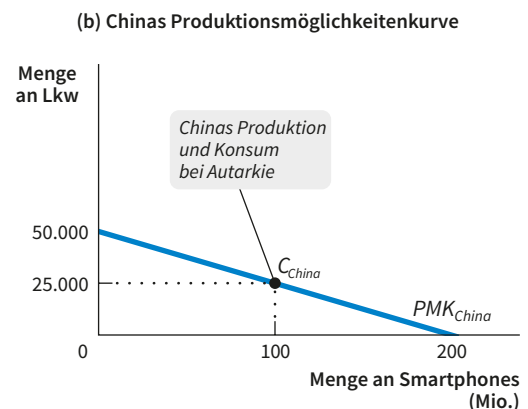 (b) Chinas Produktionsmöglichkeitenkurve
Menge
an Lkw
Chinas Produktion
und Konsum
bei Autarkie
50.000
C China
25.000
PMK China
0
100
200
Menge an Smartphones
(Mio.)